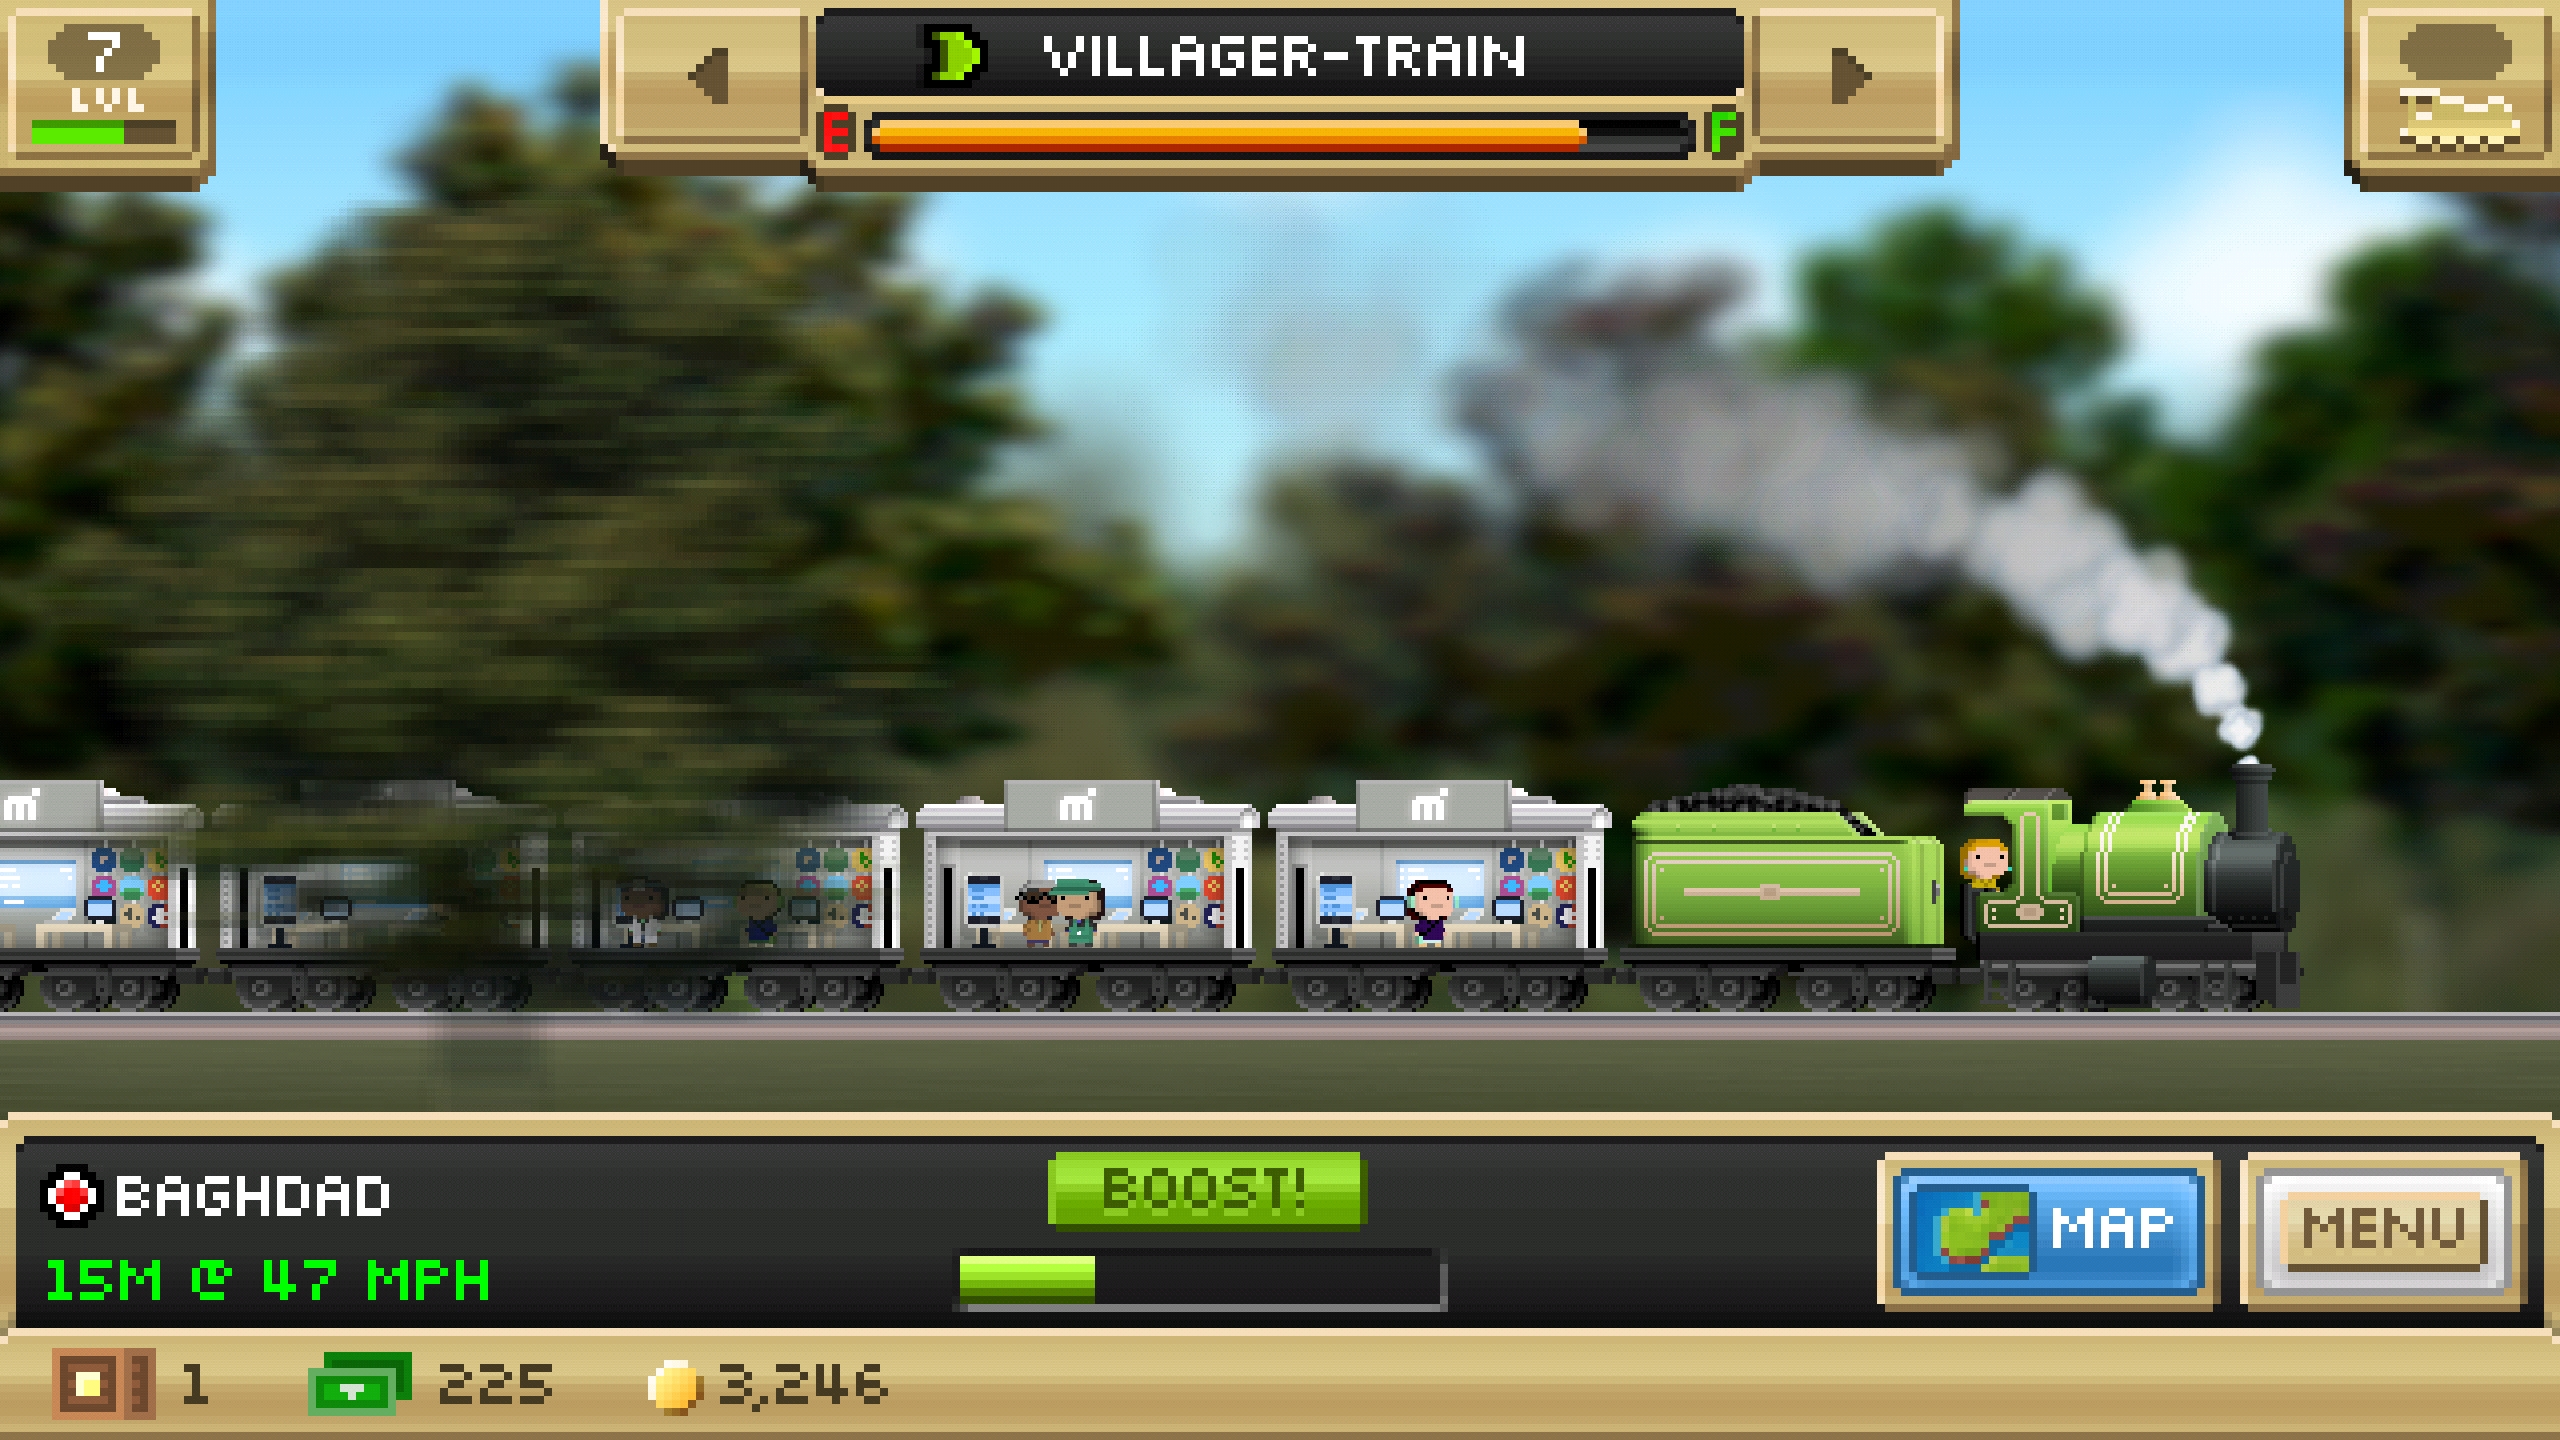 7
LVL
VILLAGER-TRAIN
E F
m
m
m
BAGHDAD
15M @ 47 MPH
BOOST!
MAP
MENU
1 225 3,246